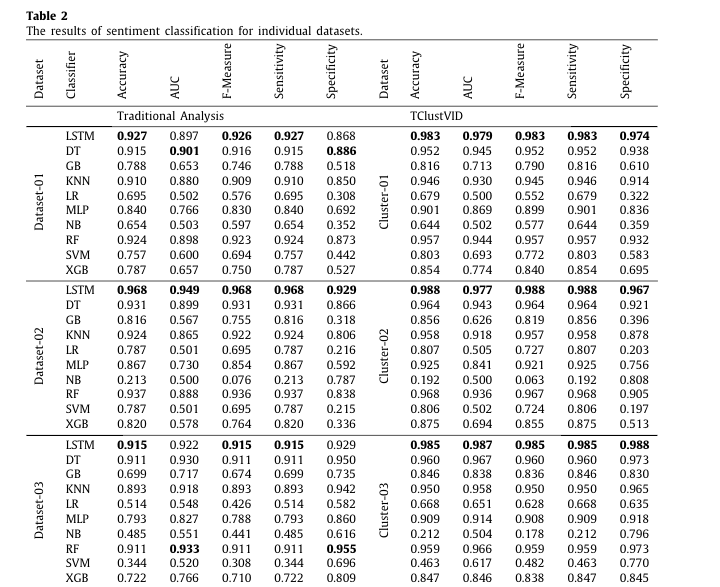 Table 2
The results of sentiment classification for individual datasets.
Dataset Classifier Accuracy AUC F-Measure Sensitivity Specificity Dataset Accuracy AUC F-Measure Sensitivity Specificity
Traditional Analysis TClustVID
Dataset-01 Cluster-01
LSTM 0.927 0.897 0.926 0.927 0.868 0.983 0.979 0.983 0.983 0.974
DT 0.915 0.901 0.916 0.915 0.886 0.952 0.945 0.952 0.952 0.938
GB 0.788 0.653 0.746 0.788 0.518 0.816 0.713 0.790 0.816 0.610
KNN 0.910 0.880 0.909 0.910 0.850 0.946 0.930 0.945 0.946 0.914
LR 0.695 0.502 0.576 0.695 0.308 0.679 0.500 0.552 0.679 0.322
MLP 0.840 0.766 0.830 0.840 0.692 0.901 0.869 0.899 0.901 0.836
NB 0.654 0.503 0.597 0.654 0.352 0.644 0.502 0.577 0.644 0.359
RF 0.924 0.898 0.923 0.924 0.873 0.957 0.944 0.957 0.957 0.932
SVM 0.757 0.600 0.694 0.757 0.442 0.803 0.693 0.772 0.803 0.583
XGB 0.787 0.657 0.750 0.787 0.527 0.854 0.774 0.840 0.854 0.695
Dataset-02 Cluster-02
LSTM 0.968 0.949 0.968 0.968 0.929 0.988 0.977 0.988 0.988 0.967
DT 0.931 0.899 0.931 0.931 0.866 0.964 0.943 0.964 0.964 0.921
GB 0.816 0.567 0.755 0.816 0.318 0.856 0.626 0.819 0.856 0.396
KNN 0.924 0.865 0.922 0.924 0.806 0.958 0.918 0.957 0.958 0.878
LR 0.787 0.501 0.695 0.787 0.216 0.807 0.505 0.727 0.807 0.203
MLP 0.867 0.730 0.854 0.867 0.592 0.925 0.841 0.921 0.925 0.756
NB 0.213 0.500 0.076 0.213 0.787 0.192 0.500 0.063 0.192 0.808
RF 0.937 0.888 0.936 0.937 0.838 0.968 0.936 0.967 0.968 0.905
SVM 0.787 0.501 0.695 0.787 0.215 0.806 0.502 0.724 0.806 0.197
XGB 0.820 0.578 0.764 0.820 0.336 0.875 0.694 0.855 0.875 0.513
Dataset-03 Cluster-03
LSTM 0.915 0.922 0.915 0.915 0.929 0.985 0.987 0.985 0.985 0.988
DT 0.911 0.930 0.911 0.911 0.950 0.960 0.967 0.960 0.960 0.973
GB 0.699 0.717 0.674 0.699 0.735 0.846 0.838 0.836 0.846 0.830
KNN 0.893 0.918 0.893 0.893 0.942 0.950 0.958 0.950 0.950 0.965
LR 0.514 0.548 0.426 0.514 0.582 0.668 0.651 0.628 0.668 0.635
MLP 0.793 0.827 0.788 0.793 0.860 0.909 0.914 0.908 0.909 0.918
NB 0.485 0.551 0.441 0.485 0.616 0.212 0.504 0.178 0.212 0.796
RF 0.911 0.933 0.911 0.911 0.955 0.959 0.966 0.959 0.959 0.973
SVM 0.344 0.520 0.308 0.344 0.696 0.463 0.617 0.482 0.463 0.770
XGB 0.722 0.766 0.710 0.722 0.809 0.847 0.846 0.838 0.847 0.845